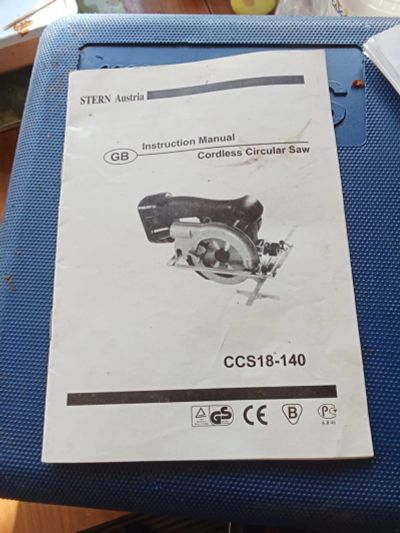 STERN Austria
Instruction Manual
GB
Cordless Circular Saw
CCS18-140
GS
CE
B